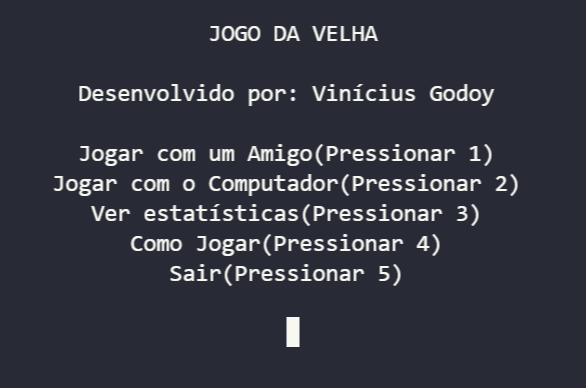 JOGO DA VELHA
Desenvolvido por: Vinícius Godoy
Jogar com um Amigo(Pressionar 1)
Jogar com o Computador(Pressionar 2)
Ver estatísticas(Pressionar 3)
Como Jogar(Pressionar 4)
Sair(Pressionar 5)